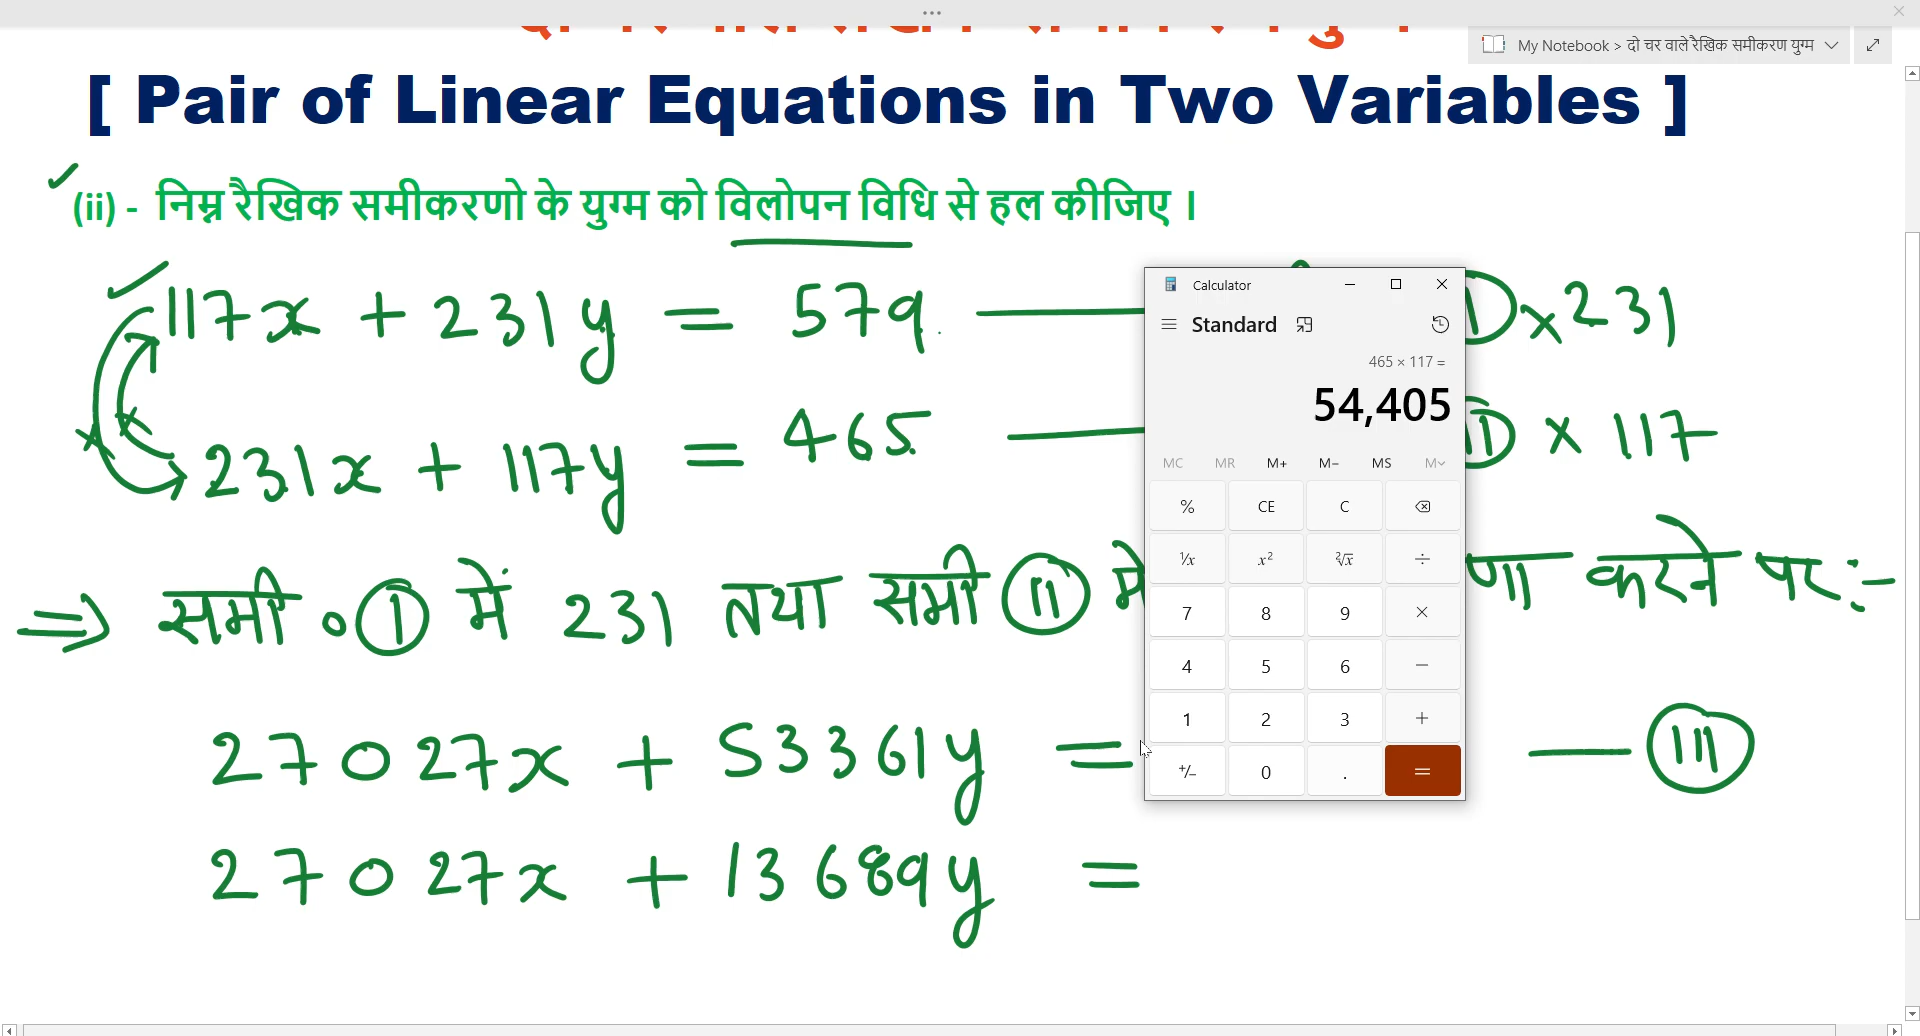 My Notebook > दो चर वाले रैखिक समीकरण युग्म
[ Pair of Linear Equations in Two Variables ]
(ii) - निम्न रैखिक समीकरणो के युग्म को विलोपन विधि से हल कीजिए ।
117x + 231y = 579 — x 231
231x + 117y = 465 — (II) x 117
⇒ समी ० (I) में 231 तथा समी (II) में णा करने पर :-
27027x + 53361y = — (III)
27027x + 13689y =
Calculator
Standard
465 × 117 =
54,405
MC MR M+ M− MS M˅
% CE C
¹/x x² ²√x ÷
7 8 9 ×
4 5 6 −
1 2 3 +
+/− 0 . =